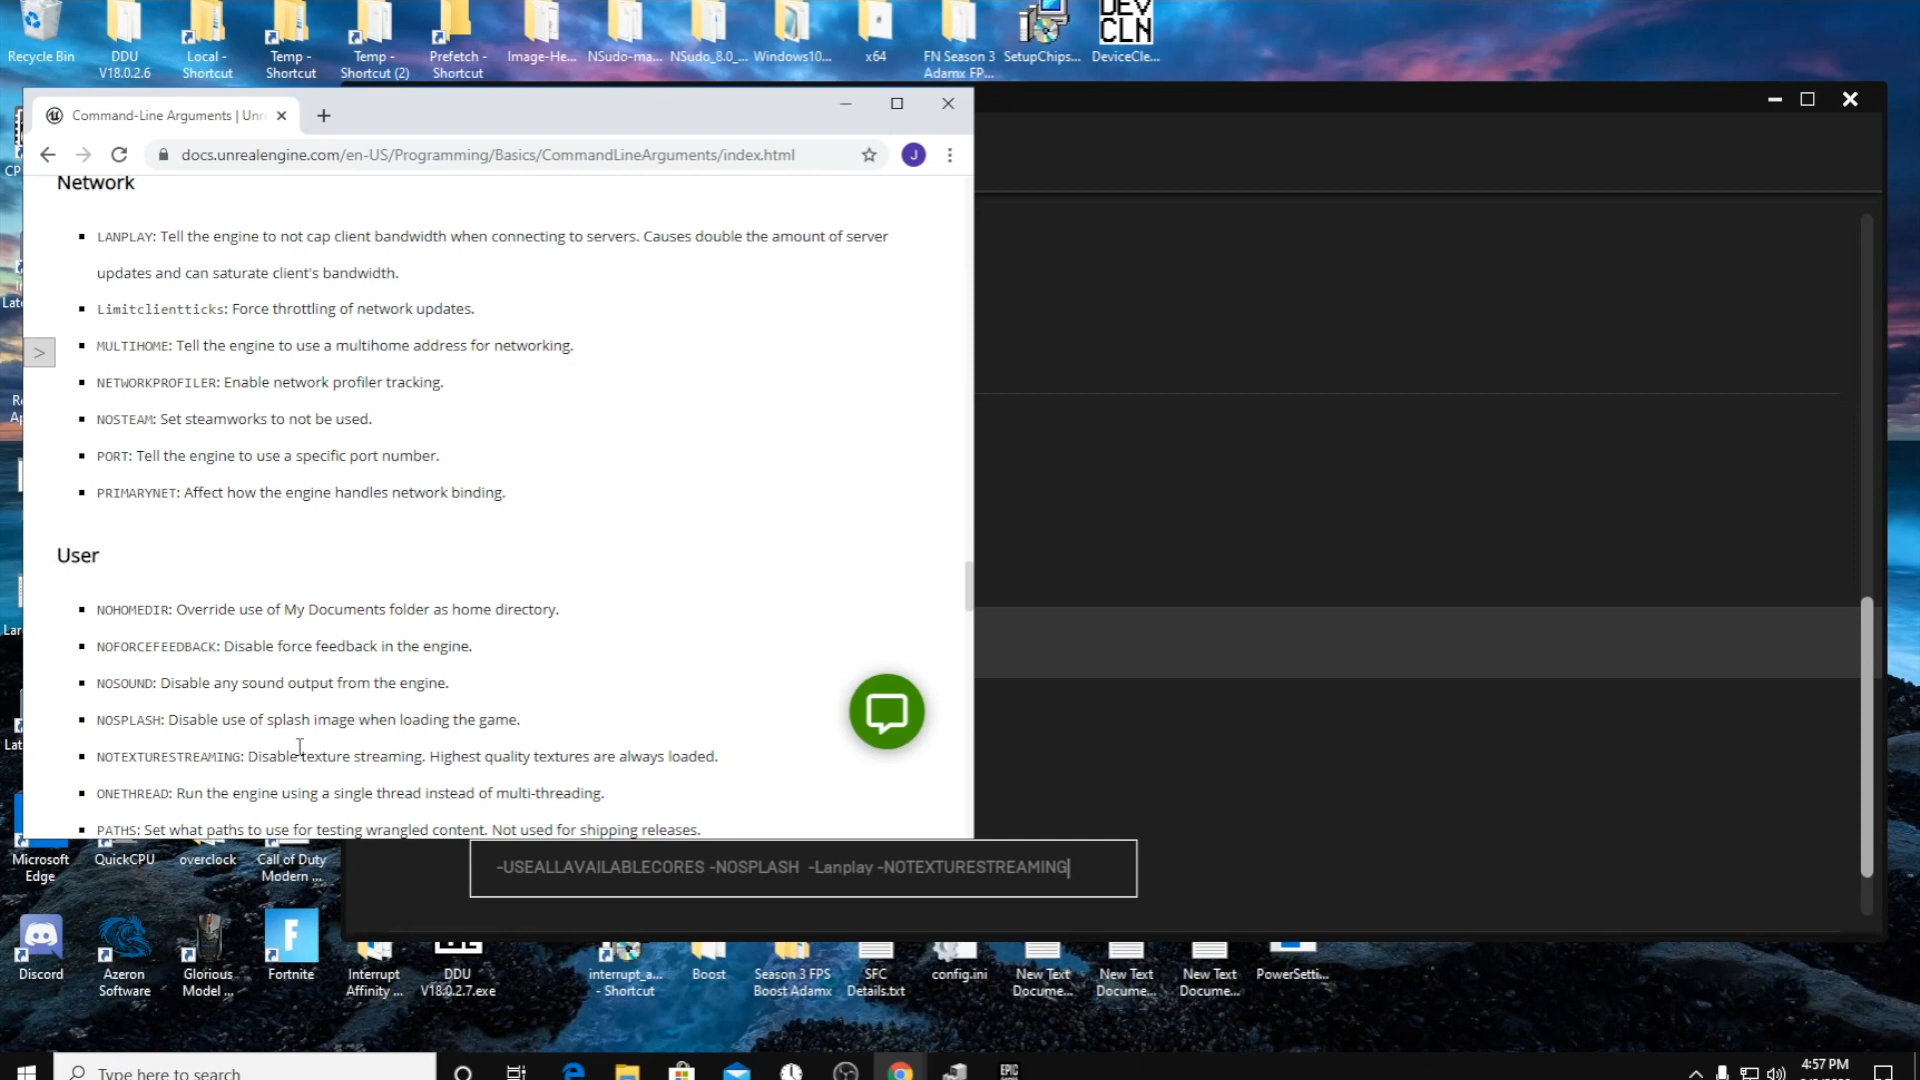 Recycle Bin
DDU V18.0.2.6
Local - Shortcut
Temp - Shortcut
Temp - Shortcut (2)
Prefetch - Shortcut
Image-He...
NSudo-ma...
NSudo_8.0_...
Windows10...
x64
FN Season 3 Adamx FP...
SetupChips...
DEV CLN
DeviceCle...
Command-Line Arguments | Unr
docs.unrealengine.com/en-US/Programming/Basics/CommandLineArguments/index.html
J
Network
LANPLAY: Tell the engine to not cap client bandwidth when connecting to servers. Causes double the amount of server
updates and can saturate client's bandwidth.
Limitclientticks: Force throttling of network updates.
MULTIHOME: Tell the engine to use a multihome address for networking.
NETWORKPROFILER: Enable network profiler tracking.
NOSTEAM: Set steamworks to not be used.
PORT: Tell the engine to use a specific port number.
PRIMARYNET: Affect how the engine handles network binding.
User
NOHOMEDIR: Override use of My Documents folder as home directory.
NOFORCEFEEDBACK: Disable force feedback in the engine.
NOSOUND: Disable any sound output from the engine.
NOSPLASH: Disable use of splash image when loading the game.
NOTEXTURESTREAMING: Disable texture streaming. Highest quality textures are always loaded.
ONETHREAD: Run the engine using a single thread instead of multi-threading.
PATHS: Set what paths to use for testing wrangled content. Not used for shipping releases.
-USEALLAVAILABLECORES -NOSPLASH  -Lanplay -NOTEXTURESTREAMING
Microsoft Edge
QuickCPU
overclock
Call of Duty Modern ...
Discord
Azeron Software
Glorious Model ...
Fortnite
Interrupt Affinity ...
DDU V18.0.2.7.exe
interrupt_a... - Shortcut
Boost
Season 3 FPS Boost Adamx
SFC Details.txt
config.ini
New Text Docume...
New Text Docume...
New Text Docume...
PowerSetti...
Type here to search
EPIC
4:57 PM